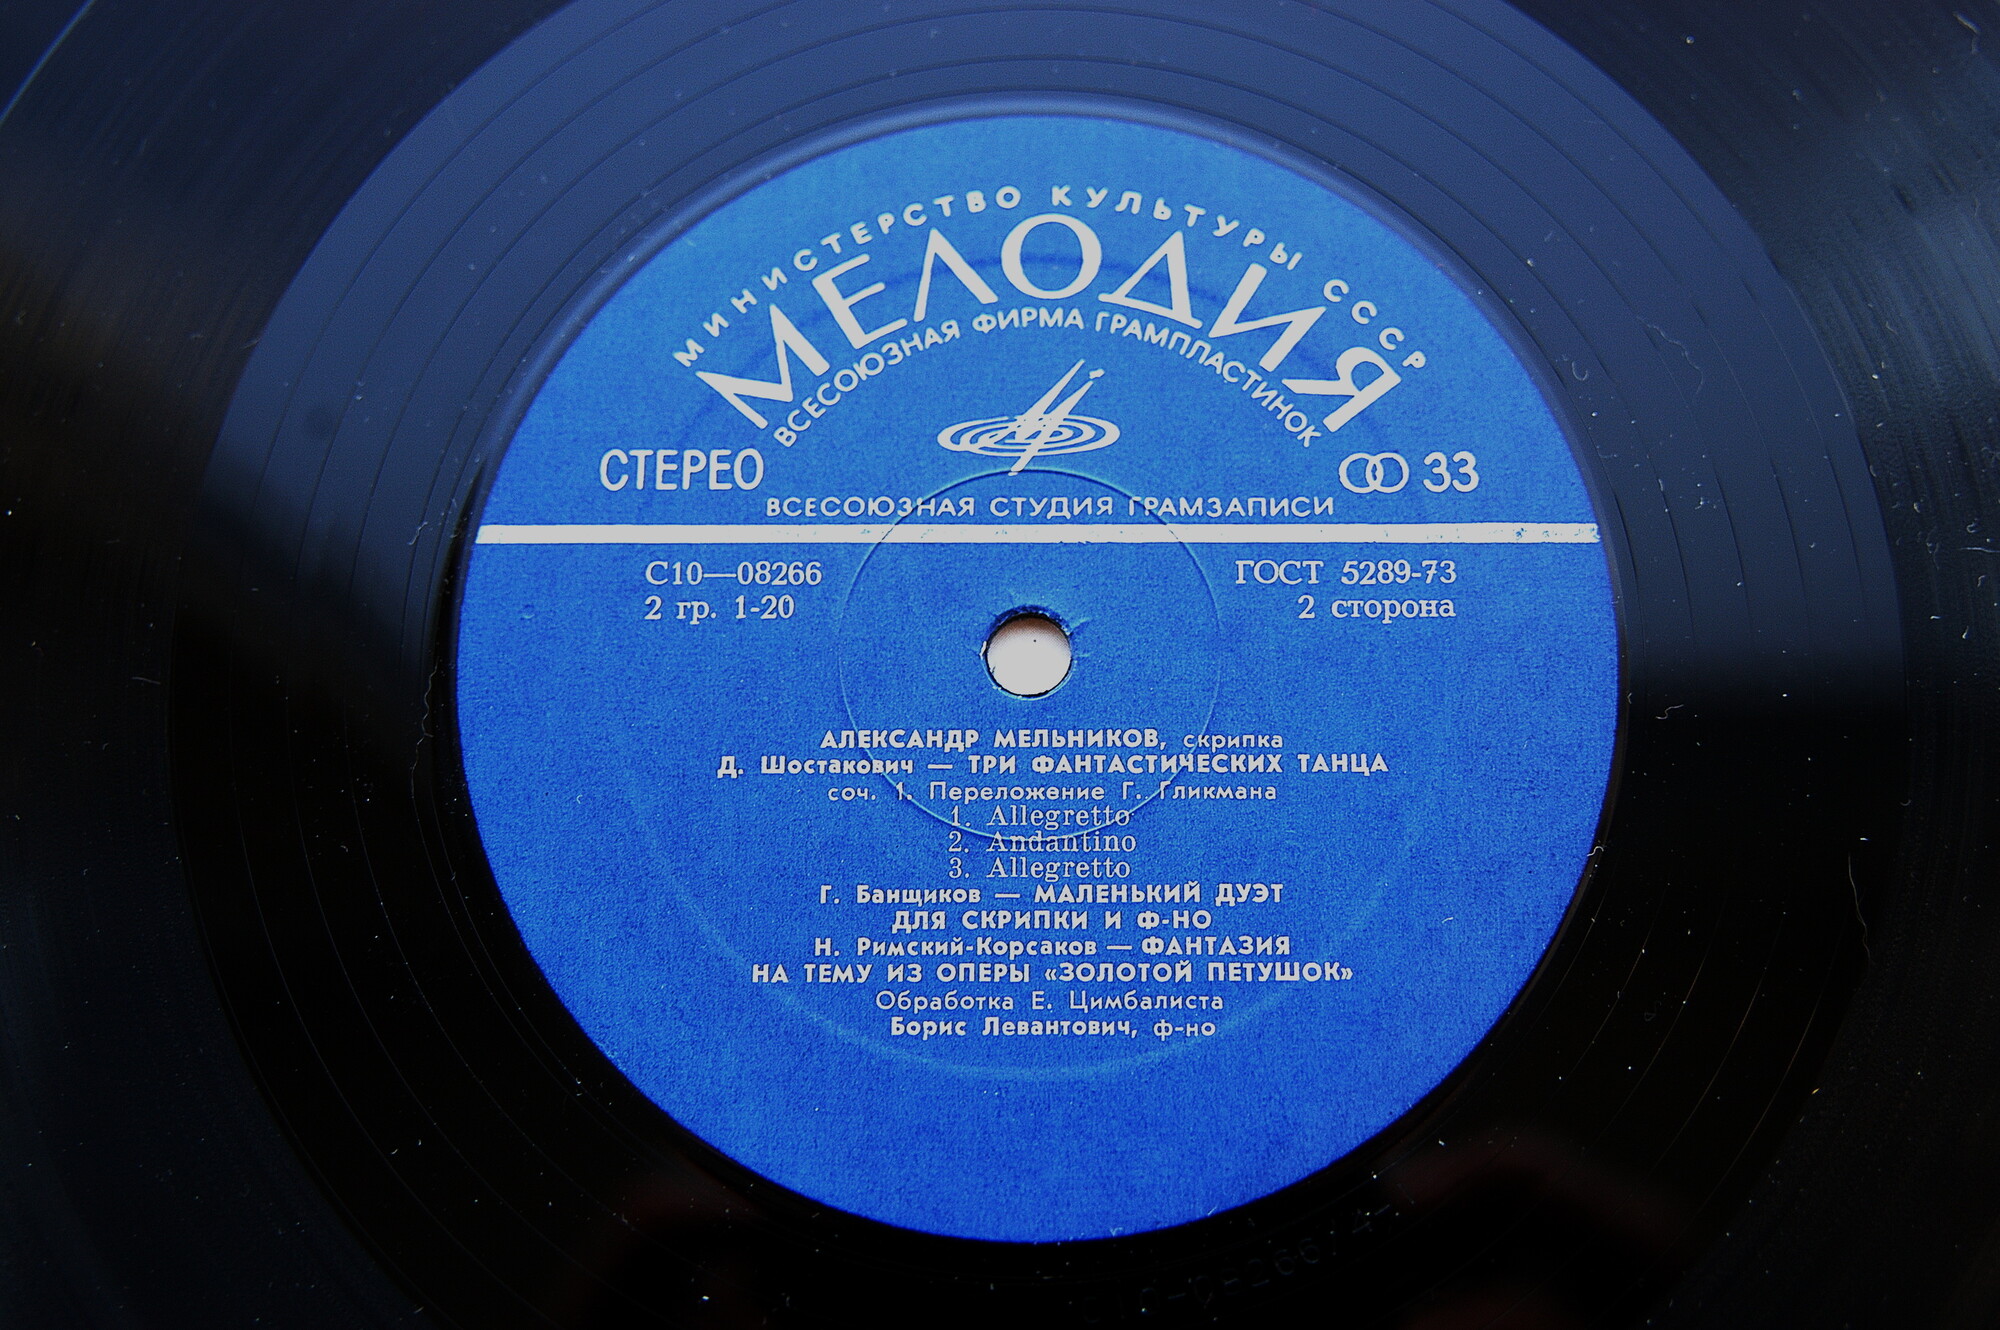 МИНИСТЕРСТВО КУЛЬТУРЫ СССР
МЕЛОДИЯ
ВСЕСОЮЗНАЯ ФИРМА ГРАМПЛАСТИНОК
СТЕРЕО
33
ВСЕСОЮЗНАЯ СТУДИЯ ГРАМЗАПИСИ
С10—08266
ГОСТ 5289-73
2 гр. 1-20
2 сторона
АЛЕКСАНДР МЕЛЬНИКОВ, скрипка
Д. Шостакович — ТРИ ФАНТАСТИЧЕСКИХ ТАНЦА
соч. 1. Переложение Г. Гликмана
1. Allegretto
2. Andantino
3. Allegretto
Г. Банщиков — МАЛЕНЬКИЙ ДУЭТ
ДЛЯ СКРИПКИ И Ф-НО
Н. Римский-Корсаков — ФАНТАЗИЯ
НА ТЕМУ ИЗ ОПЕРЫ «ЗОЛОТОЙ ПЕТУШОК»
Обработка Е. Цимбалиста
Борис Левантович, ф-но